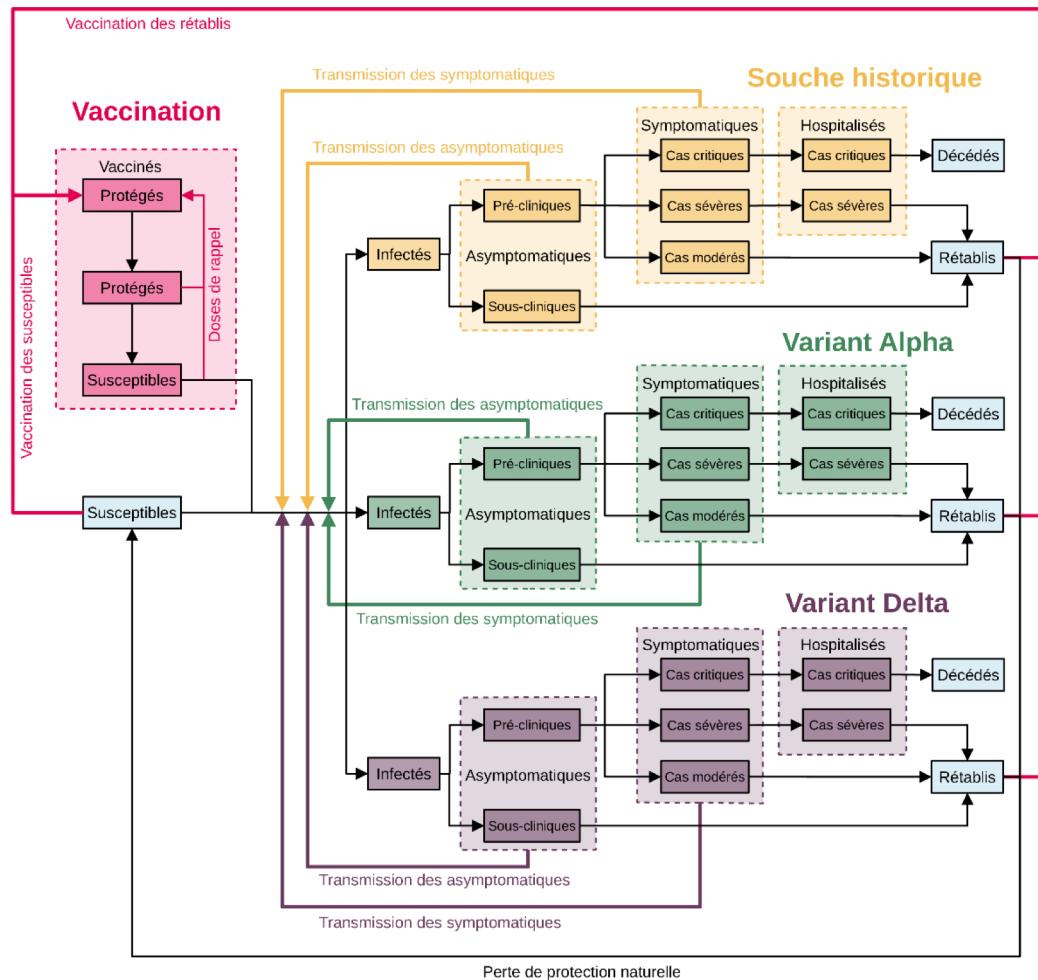 Vaccination des rétablis
Vaccination
Vaccinés
Protégés
Protégés
Susceptibles
Doses de rappel
Vaccination des susceptibles
Susceptibles
Souche historique
Transmission des symptomatiques
Transmission des asymptomatiques
Infectés
Pré-cliniques
Asymptomatiques
Sous-cliniques
Symptomatiques
Cas critiques
Cas sévères
Cas modérés
Hospitalisés
Cas critiques
Cas sévères
Décédés
Rétablis
Variant Alpha
Transmission des asymptomatiques
Infectés
Pré-cliniques
Asymptomatiques
Sous-cliniques
Symptomatiques
Cas critiques
Cas sévères
Cas modérés
Hospitalisés
Cas critiques
Cas sévères
Décédés
Rétablis
Transmission des symptomatiques
Variant Delta
Infectés
Pré-cliniques
Asymptomatiques
Sous-cliniques
Symptomatiques
Cas critiques
Cas sévères
Cas modérés
Hospitalisés
Cas critiques
Cas sévères
Décédés
Rétablis
Transmission des asymptomatiques
Transmission des symptomatiques
Perte de protection naturelle